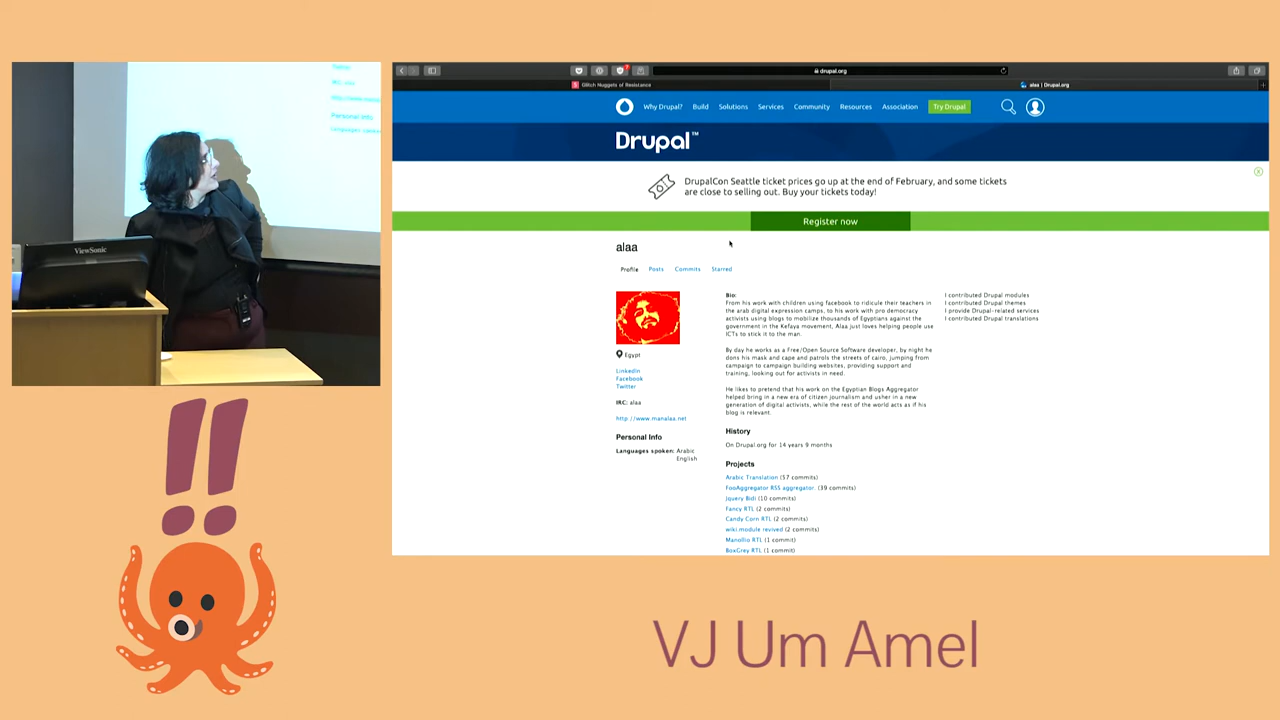 drupal.org
Glitch Nuggets of Resistance
alaa | Drupal.org
Why Drupal?
Build
Solutions
Services
Community
Resources
Association
Try Drupal
Drupal™
DrupalCon Seattle ticket prices go up at the end of February, and some tickets
are close to selling out. Buy your tickets today!
Register now
alaa
Profile
Posts
Commits
Starred
Egypt
LinkedIn
Facebook
Twitter
IRC: alaa
http://www.manalaa.net
Personal Info
Languages spoken: Arabic
English
Bio:
From his work with children using facebook to ridicule their teachers in
the arab digital expression camps, to his work with pro democracy
activists using blogs to mobilize thousands of Egyptians against the
government in the Kefaya movement, Alaa just loves helping people use
ICTs to stick it to the man.
By day he works as a Free/Open Source Software developer, by night he
dons his mask and cape and patrols the streets of cairo, jumping from
campaign to campaign building websites, providing support and
training, looking out for activists in need.
He likes to pretend that his work on the Egyptian Blogs Aggregator
helped bring in a new era of citizen journalism and usher in a new
generation of digital activists, while the rest of the world acts as if his
blog is relevant.
History
On Drupal.org for 14 years 9 months
Projects
Arabic Translation (57 commits)
FooAggregator RSS aggregator. (39 commits)
Jquery Bidi (10 commits)
Fancy RTL (2 commits)
Candy Corn RTL (2 commits)
wiki module revived (2 commits)
Manollio RTL (1 commit)
BoxGrey RTL (1 commit)
I contributed Drupal modules
I contributed Drupal themes
I provide Drupal-related services
I contributed Drupal translations
ViewSonic
Personal Info
!!
VJ Um Amel